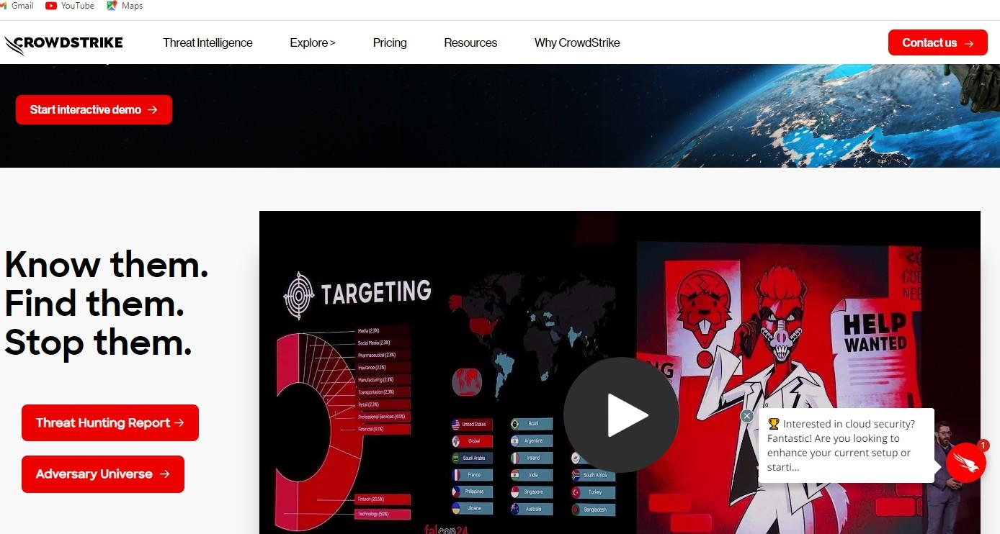 Gmail YouTube Maps
CROWDSTRIKE Threat Intelligence Explore > Pricing Resources Why CrowdStrike Contact us →
Start interactive demo →
Know them.
Find them.
Stop them.
Threat Hunting Report →
Adversary Universe →
TARGETING
Media (2.3%)
Social Media (2.3%)
Pharmaceutical (2.3%)
Insurance (2.3%)
Manufacturing (2.3%)
Transportation (2.3%)
Retail (2.3%)
Professional Services (4.5%)
Financial (9.1%)
Fintech (20.5%)
Technology (50%)
United States Brazil
Global Argentina
Saudi Arabia Ireland
France India South Africa
Philippines Singapore Turkey
Ukraine Australia Bangladesh
falcon24
NG
HELP
WANTED
🏆 Interested in cloud security?
Fantastic! Are you looking to
enhance your current setup or
starti...
1